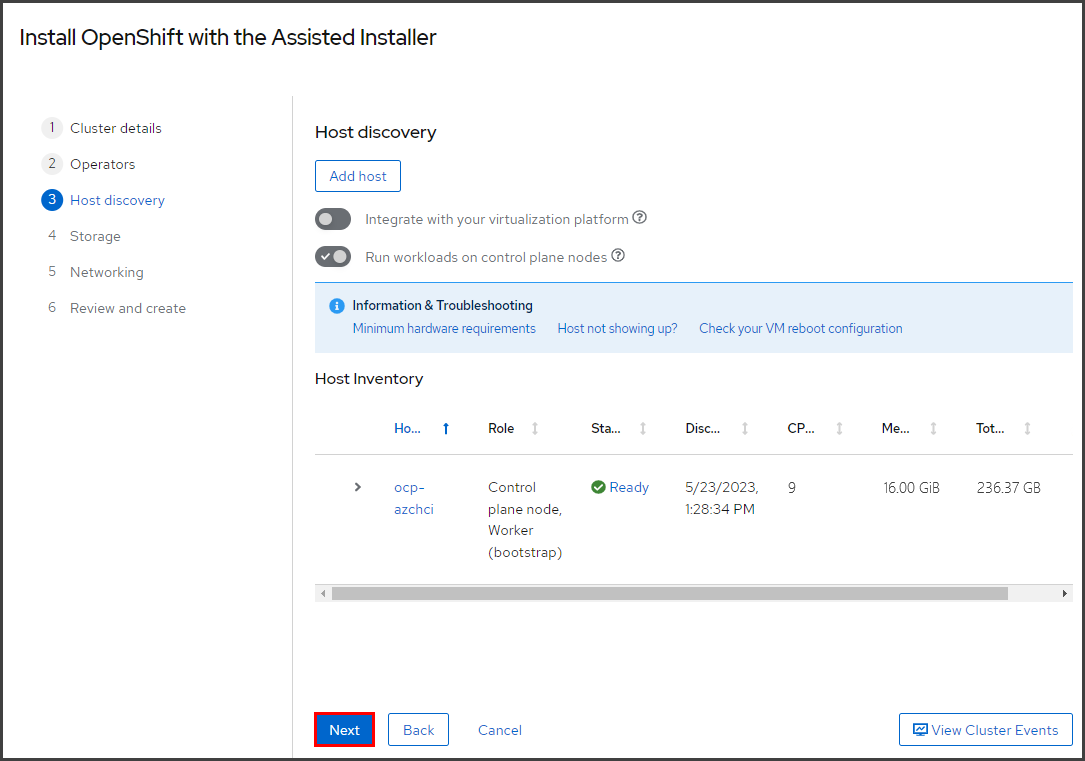 Install OpenShift with the Assisted Installer
1 Cluster details
2 Operators
3 Host discovery
4 Storage
5 Networking
6 Review and create
Host discovery
Add host
Integrate with your virtualization platform
Run workloads on control plane nodes
Information & Troubleshooting
Minimum hardware requirements Host not showing up? Check your VM reboot configuration
Host Inventory
Ho... Role Sta... Disc... CP... Me... Tot...
ocp- Control Ready 5/23/2023, 9 16.00 GiB 236.37 GB
azchci plane node, 1:28:34 PM
Worker
(bootstrap)
Next Back Cancel View Cluster Events